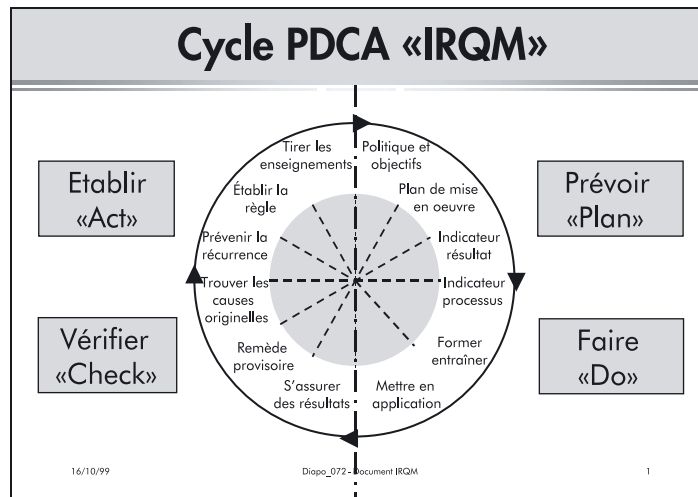 Cycle PDCA «IRQM»
Etablir
«Act»
Prévoir
«Plan»
Vérifier
«Check»
Faire
«Do»
Politique et
objectifs
Plan de mise
en oeuvre
Indicateur
résultat
Indicateur
processus
Former
entraîner
Mettre en
application
S'assurer
des résultats
Remède
provisoire
Trouver les
causes
originelles
Prévenir la
récurrence
Établir la
règle
Tirer les
enseignements
16/10/99
Diapo_072 - Document IRQM
1